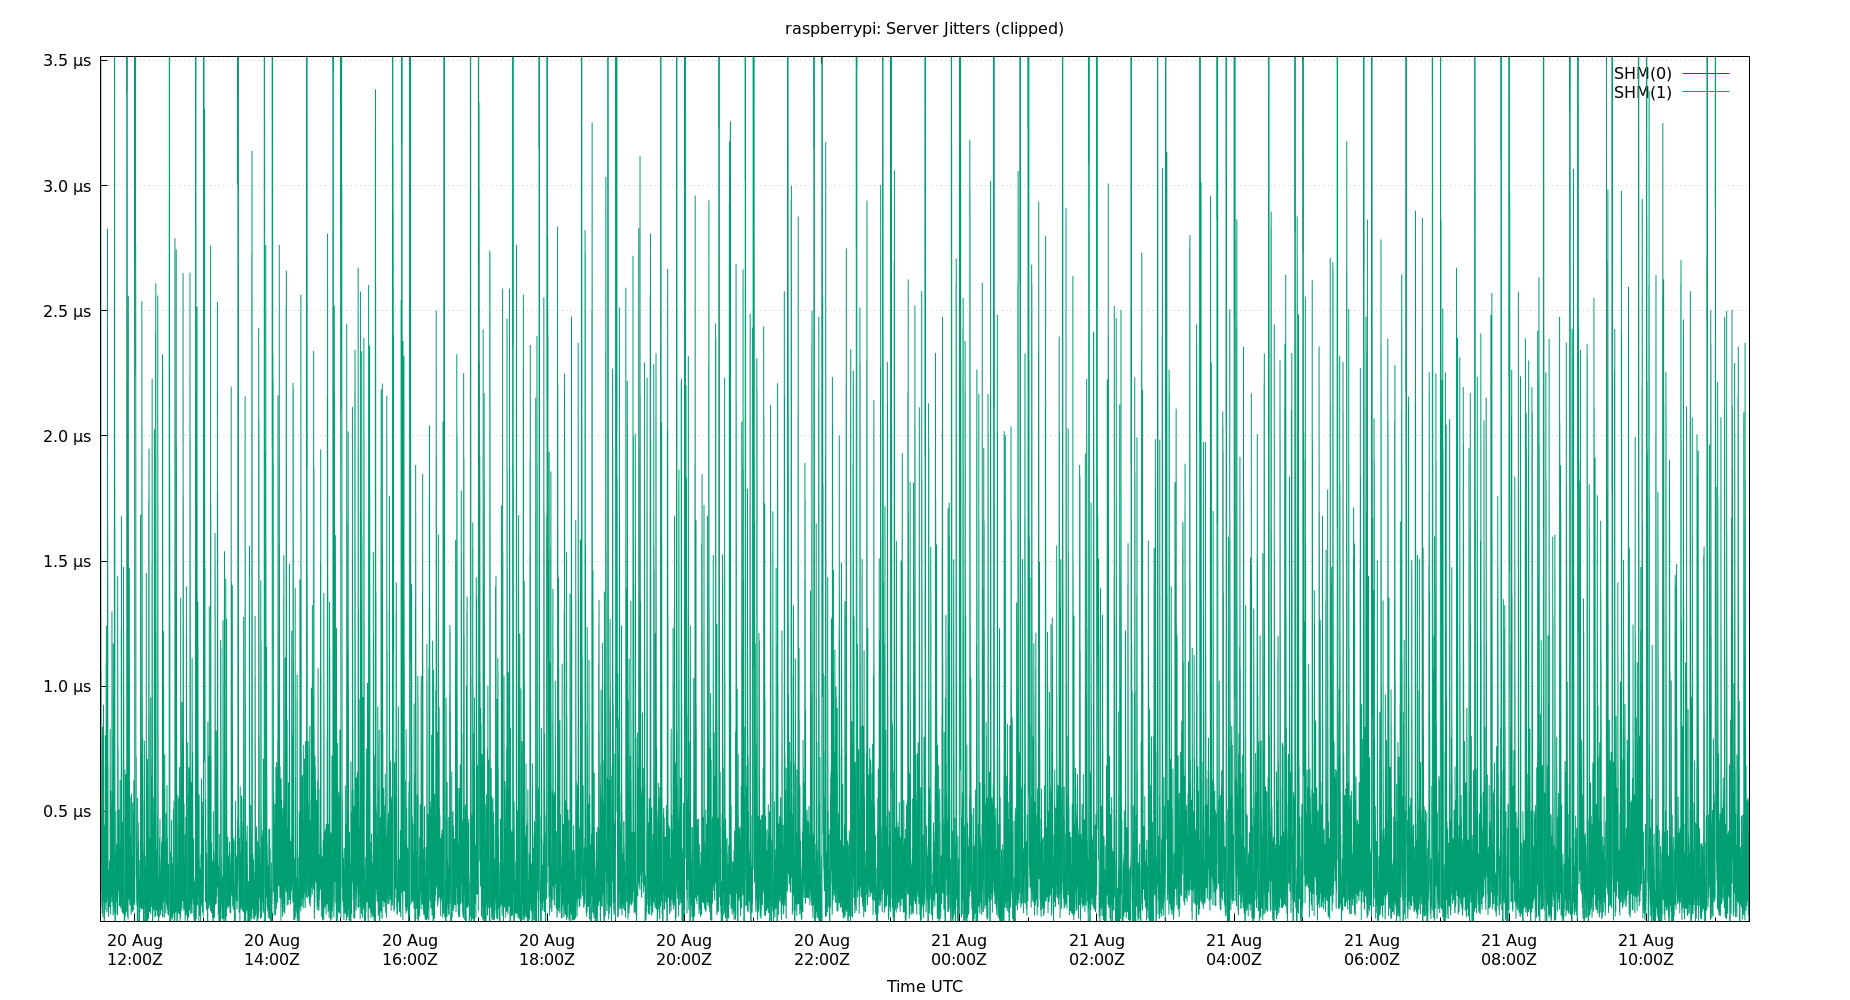 raspberrypi: Server Jitters (clipped)
3.5 µs
3.0 µs
2.5 µs
2.0 µs
1.5 µs
1.0 µs
0.5 µs
SHM(0)
SHM(1)
20 Aug 20 Aug 20 Aug 20 Aug 20 Aug 20 Aug 21 Aug 21 Aug 21 Aug 21 Aug 21 Aug 21 Aug
12:00Z 14:00Z 16:00Z 18:00Z 20:00Z 22:00Z 00:00Z 02:00Z 04:00Z 06:00Z 08:00Z 10:00Z
Time UTC